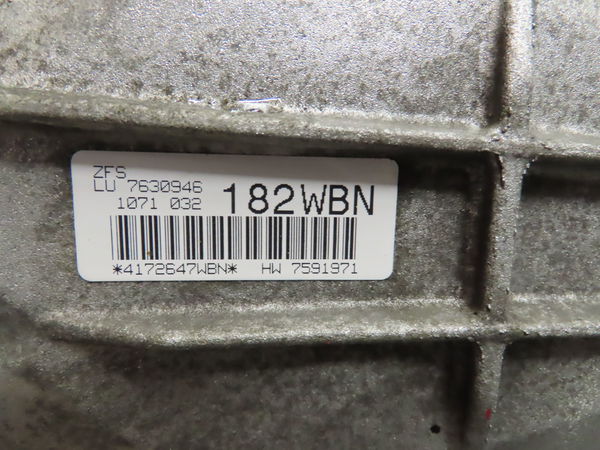 ZFS
LU 7630946
1071 032 182WBN
*4172647WBN* HW 7591971